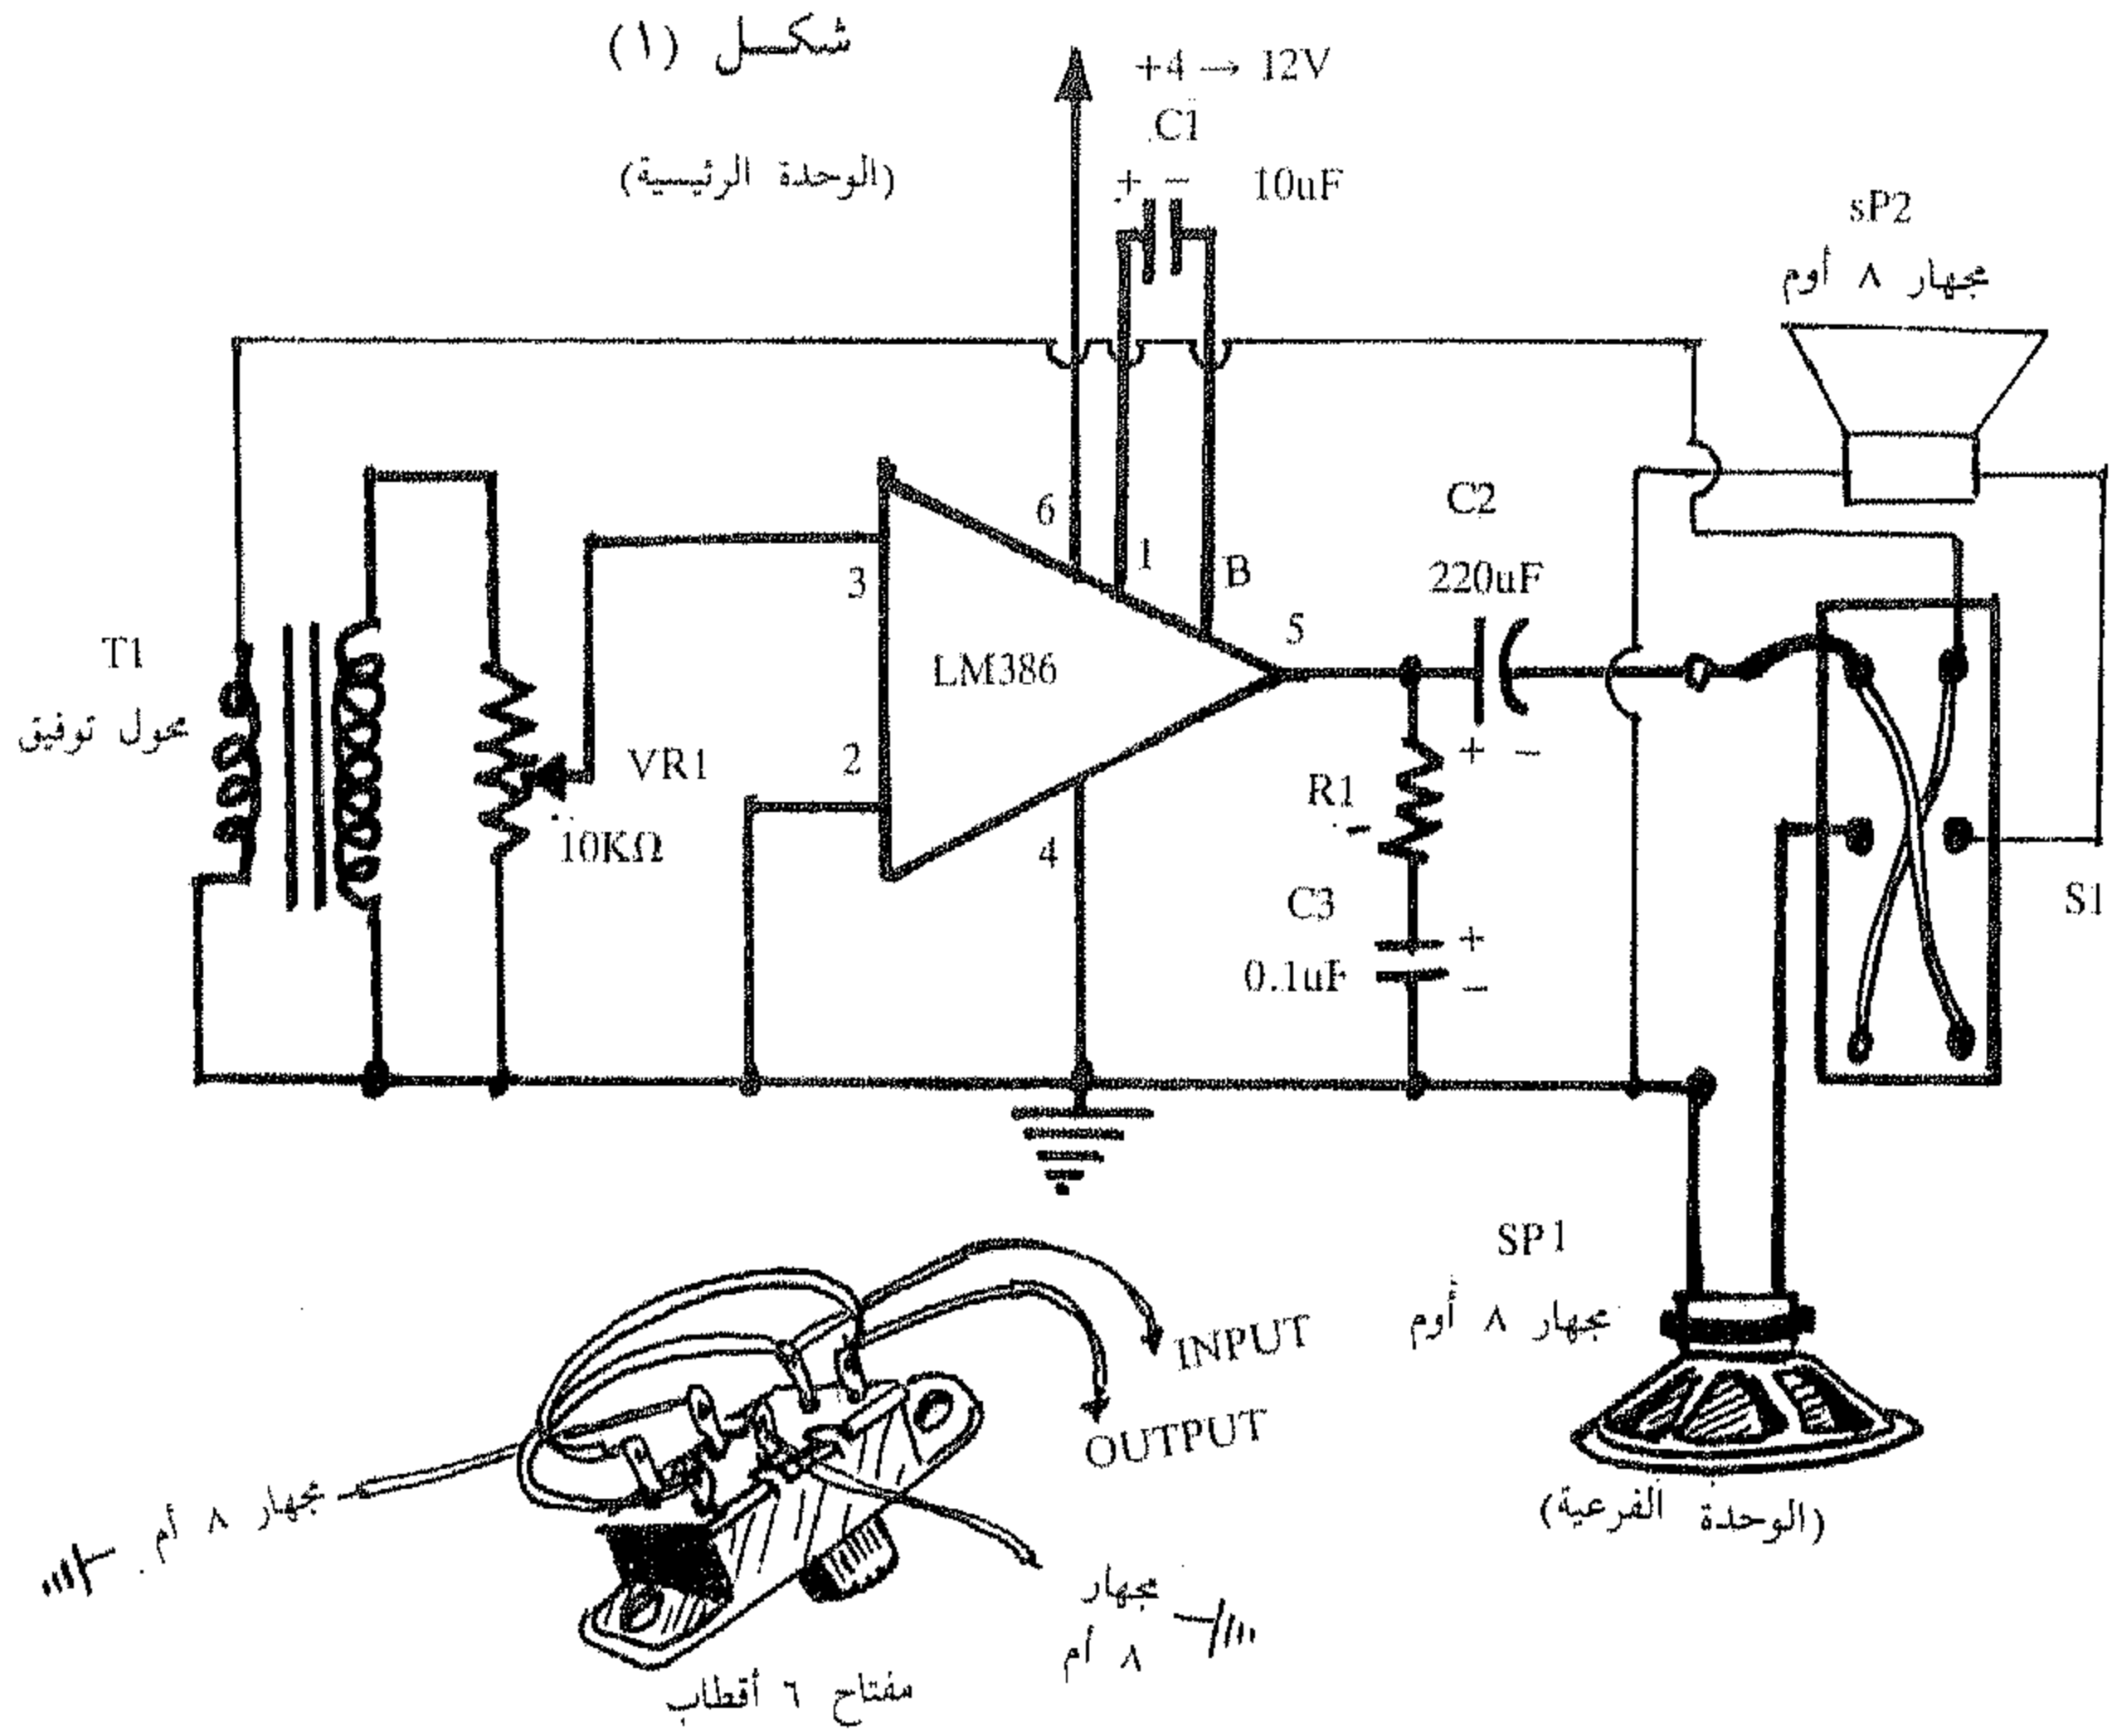 شكل (١)
+4 → 12V
C1
(الوحدة الرئيسية)
+ −
10uF
sP2
مجهار ٨ أوم
6
1
B
C2
220uF
3
5
LM386
T1
محول توفيق
VR1
10KΩ
2
4
+ −
R1
C3
0.1uF
+
−
S1
SP1
مجهار ٨ أوم
(الوحدة الفرعية)
INPUT
OUTPUT
مجهار ٨ أم
مجهار
٨ أم
مفتاح ٦ أقطاب